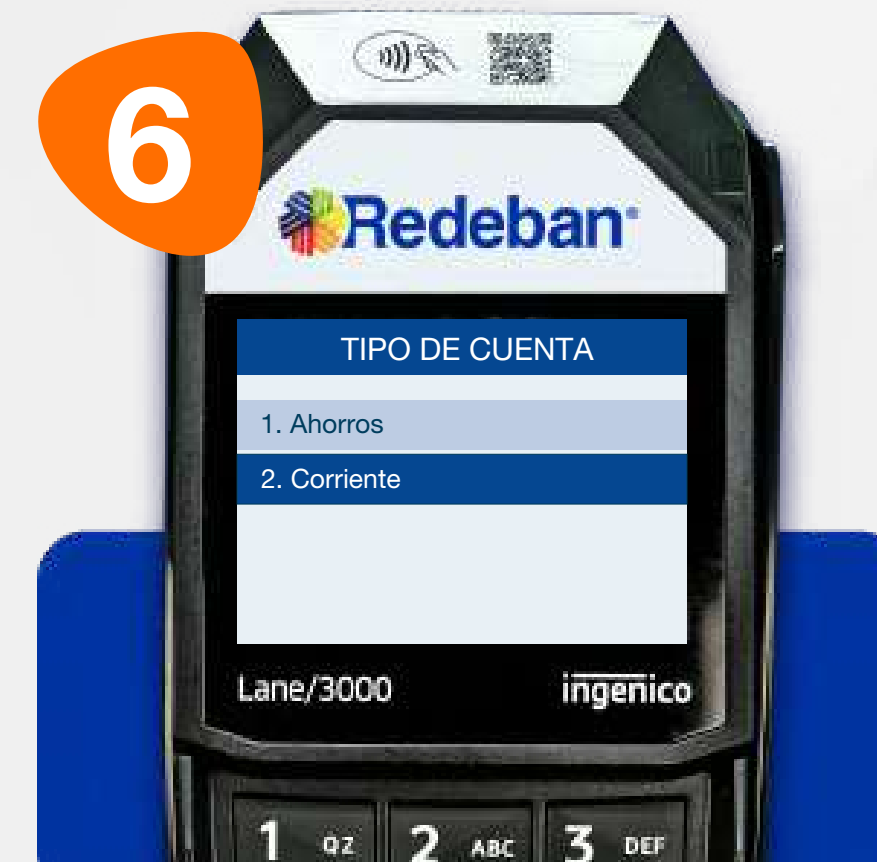 6
Redeban
TIPO DE CUENTA
1. Ahorros
2. Corriente
Lane/3000 ingenico
1 QZ 2 ABC 3 DEF